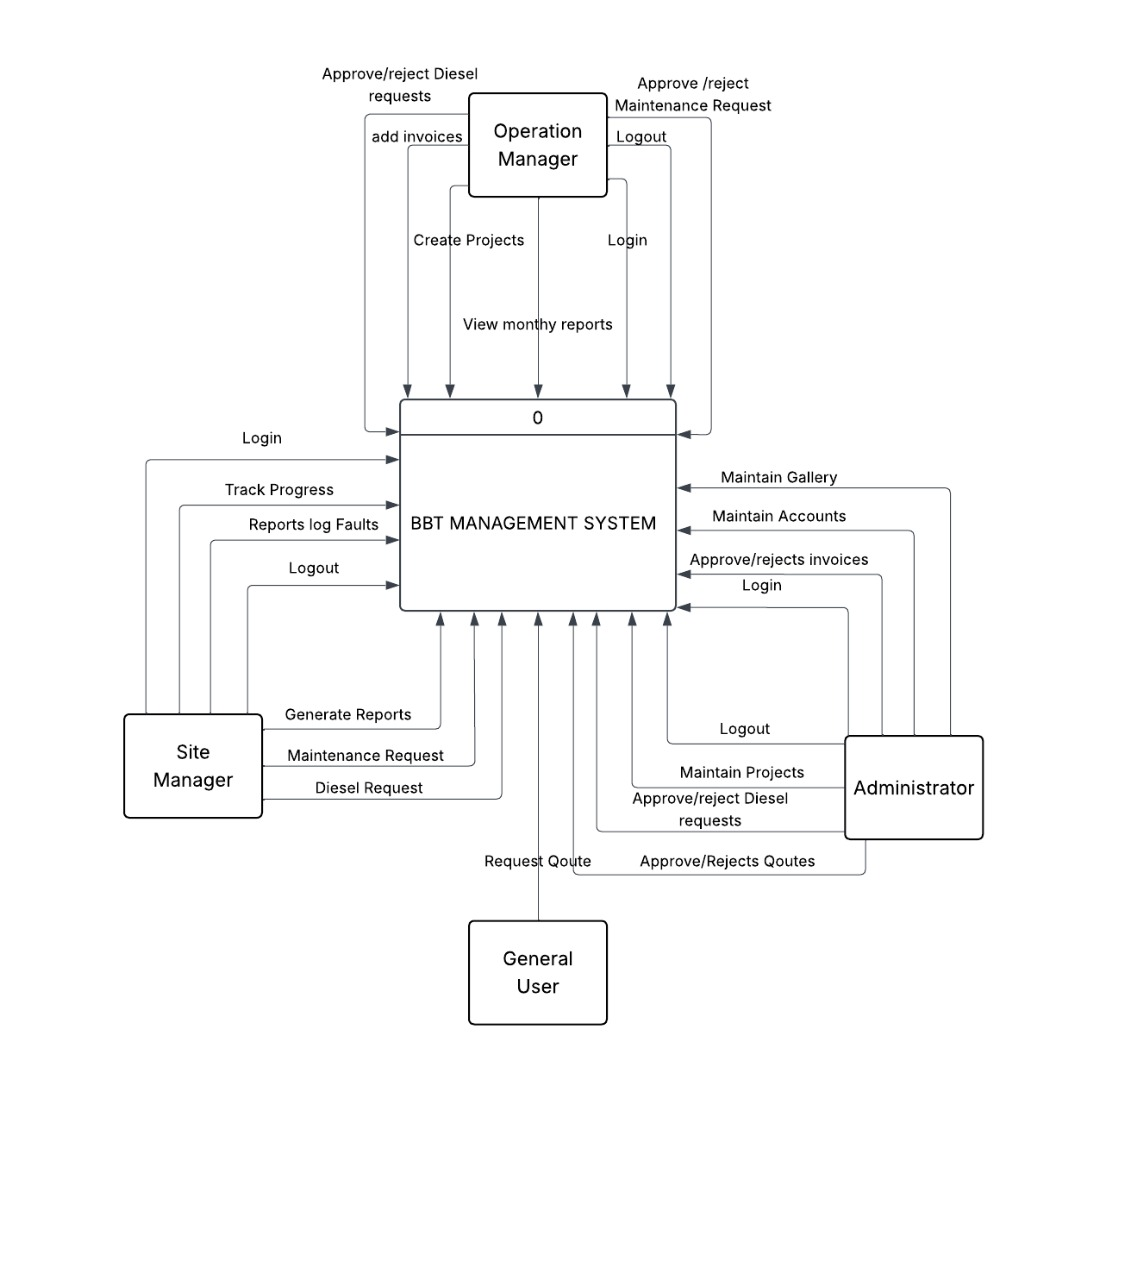 Approve/reject Diesel
requests
Approve /reject
Maintenance Request
add invoices
Operation
Manager
Logout
Create Projects
Login
View monthy reports
0
Login
Track Progress
Reports log Faults
Logout
BBT MANAGEMENT SYSTEM
Maintain Gallery
Maintain Accounts
Approve/rejects invoices
Login
Generate Reports
Maintenance Request
Diesel Request
Site
Manager
Logout
Maintain Projects
Approve/reject Diesel
requests
Administrator
Request Qoute
Approve/Rejects Qoutes
General
User